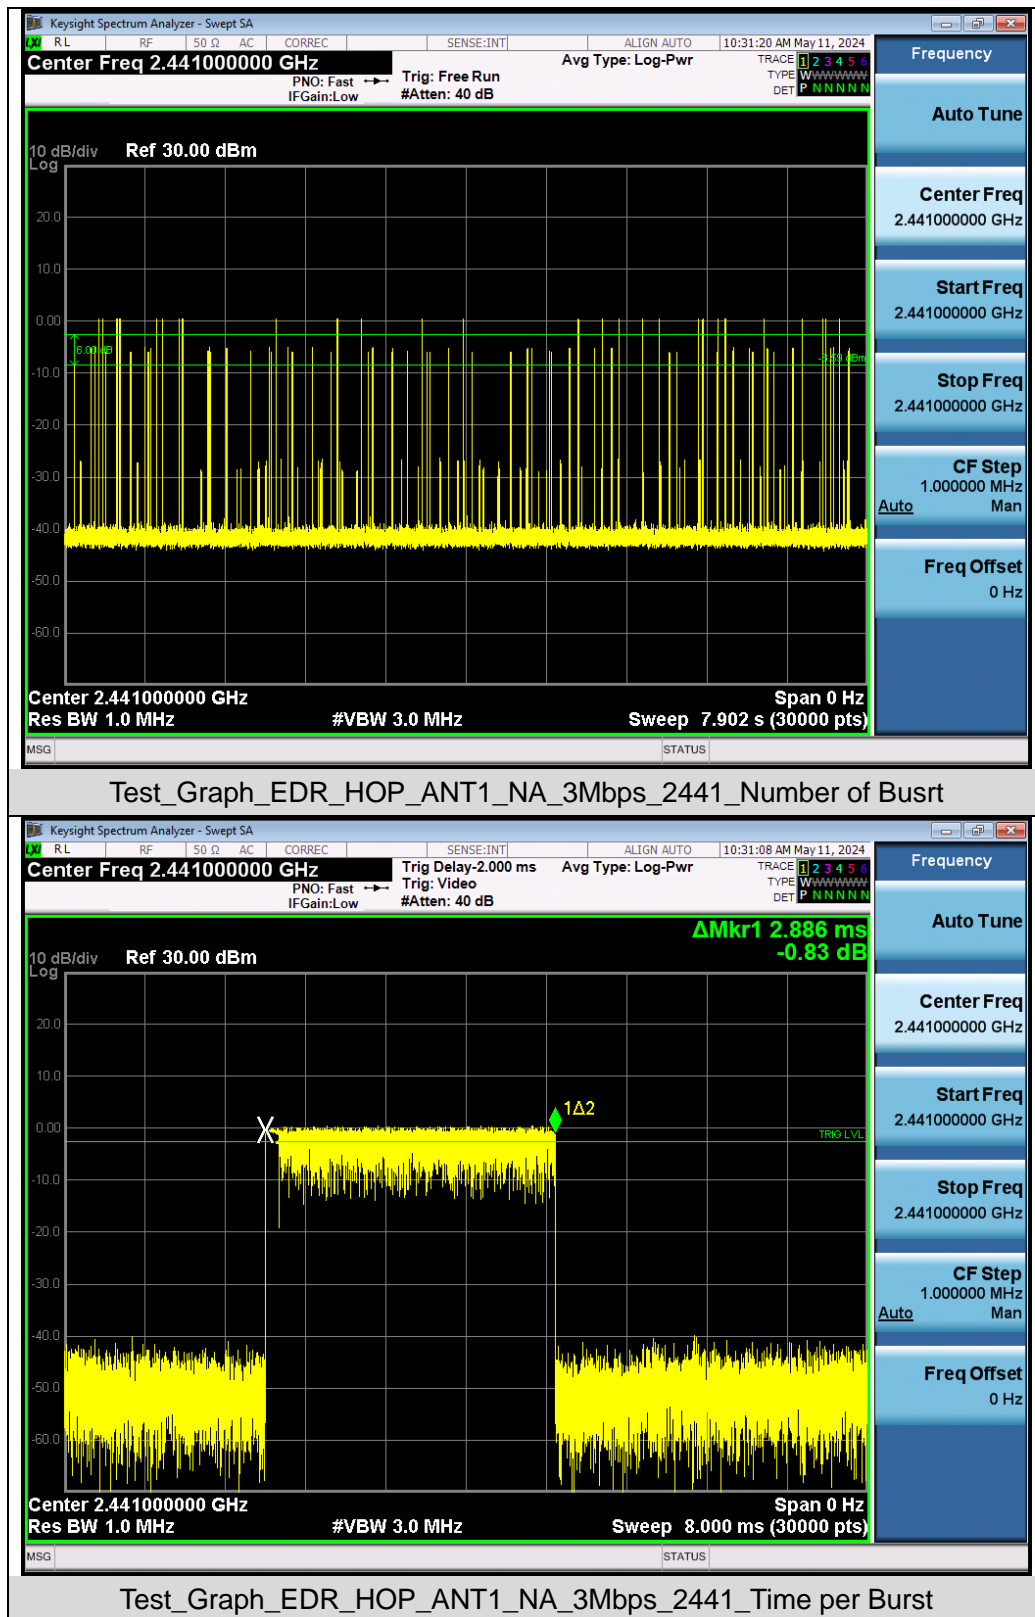 Keysight Spectrum Analyzer - Swept SA
LXI RL RF 50 Ω AC CORREC SENSE:INT ALIGN AUTO 10:31:20 AM May 11, 2024
Center Freq 2.441000000 GHz
PNO: Fast
IFGain:Low
Trig: Free Run
#Atten: 40 dB
Avg Type: Log-Pwr
TRACE 1 2 3 4 5 6
TYPE W W W W W W
DET P N N N N N
10 dB/div
Log
Ref 30.00 dBm
20.0
10.0
0.00
6.00 dB
-10.0
-20.0
-30.0
-40.0
-50.0
-60.0
Center 2.441000000 GHz
Span 0 Hz
Res BW 1.0 MHz
#VBW 3.0 MHz
Sweep 7.902 s (30000 pts)
MSG
STATUS
Frequency
Auto Tune
Center Freq
2.441000000 GHz
Start Freq
2.441000000 GHz
Stop Freq
2.441000000 GHz
CF Step
1.000000 MHz
Auto Man
Freq Offset
0 Hz
Test_Graph_EDR_HOP_ANT1_NA_3Mbps_2441_Number of Busrt
Keysight Spectrum Analyzer - Swept SA
LXI RL RF 50 Ω AC CORREC SENSE:INT ALIGN AUTO 10:31:08 AM May 11, 2024
Center Freq 2.441000000 GHz
PNO: Fast
IFGain:Low
Trig Delay-2.000 ms
Trig: Video
#Atten: 40 dB
Avg Type: Log-Pwr
TRACE 1 2 3 4 5 6
TYPE W W W W W W
DET P N N N N N
ΔMkr1 2.886 ms
-0.83 dB
10 dB/div
Log
Ref 30.00 dBm
20.0
10.0
0.00
1Δ2
TRIG LVL
-10.0
-20.0
-30.0
-40.0
-50.0
-60.0
Center 2.441000000 GHz
Span 0 Hz
Res BW 1.0 MHz
#VBW 3.0 MHz
Sweep 8.000 ms (30000 pts)
MSG
STATUS
Frequency
Auto Tune
Center Freq
2.441000000 GHz
Start Freq
2.441000000 GHz
Stop Freq
2.441000000 GHz
CF Step
1.000000 MHz
Auto Man
Freq Offset
0 Hz
Test_Graph_EDR_HOP_ANT1_NA_3Mbps_2441_Time per Burst